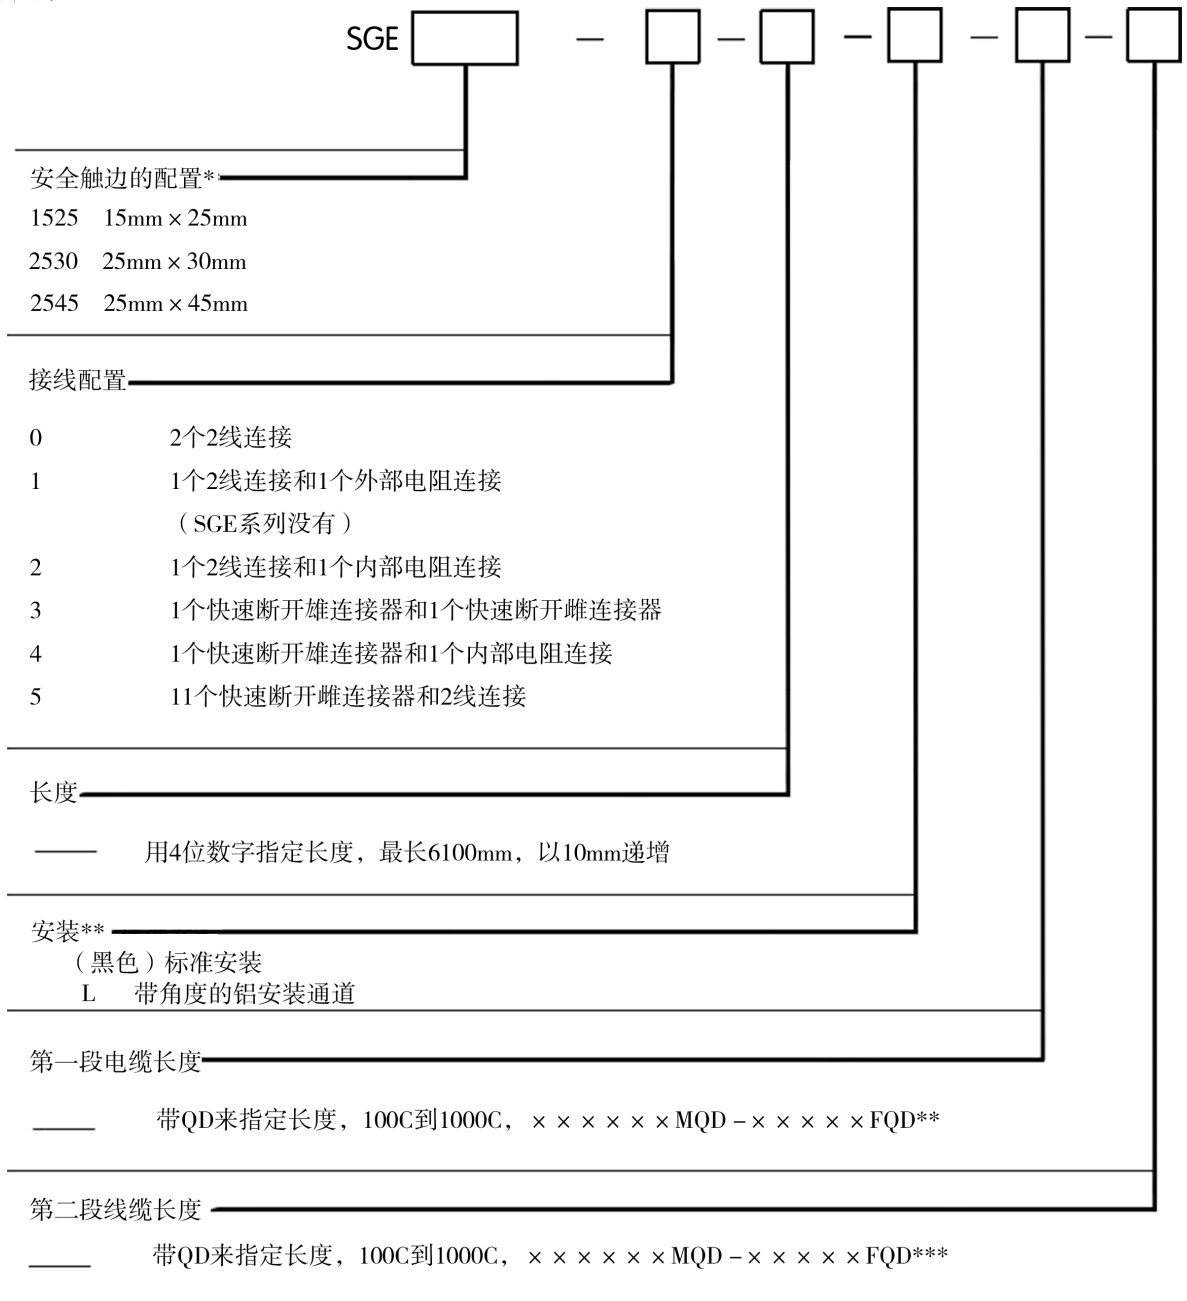 SGE — — — — —
安全触边的配置*
1525 15mm×25mm
2530 25mm×30mm
2545 25mm×45mm
接线配置
0 2个2线连接
1 1个2线连接和1个外部电阻连接
（SGE系列没有）
2 1个2线连接和1个内部电阻连接
3 1个快速断开雄连接器和1个快速断开雌连接器
4 1个快速断开雄连接器和1个内部电阻连接
5 11个快速断开雌连接器和2线连接
长度
用4位数字指定长度，最长6100mm，以10mm递增
安装**
（黑色）标准安装
L 带角度的铝安装通道
第一段电缆长度
带QD来指定长度，100C到1000C，××××××MQD－×××××FQD**
第二段线缆长度
带QD来指定长度，100C到1000C，××××××MQD－×××××FQD***